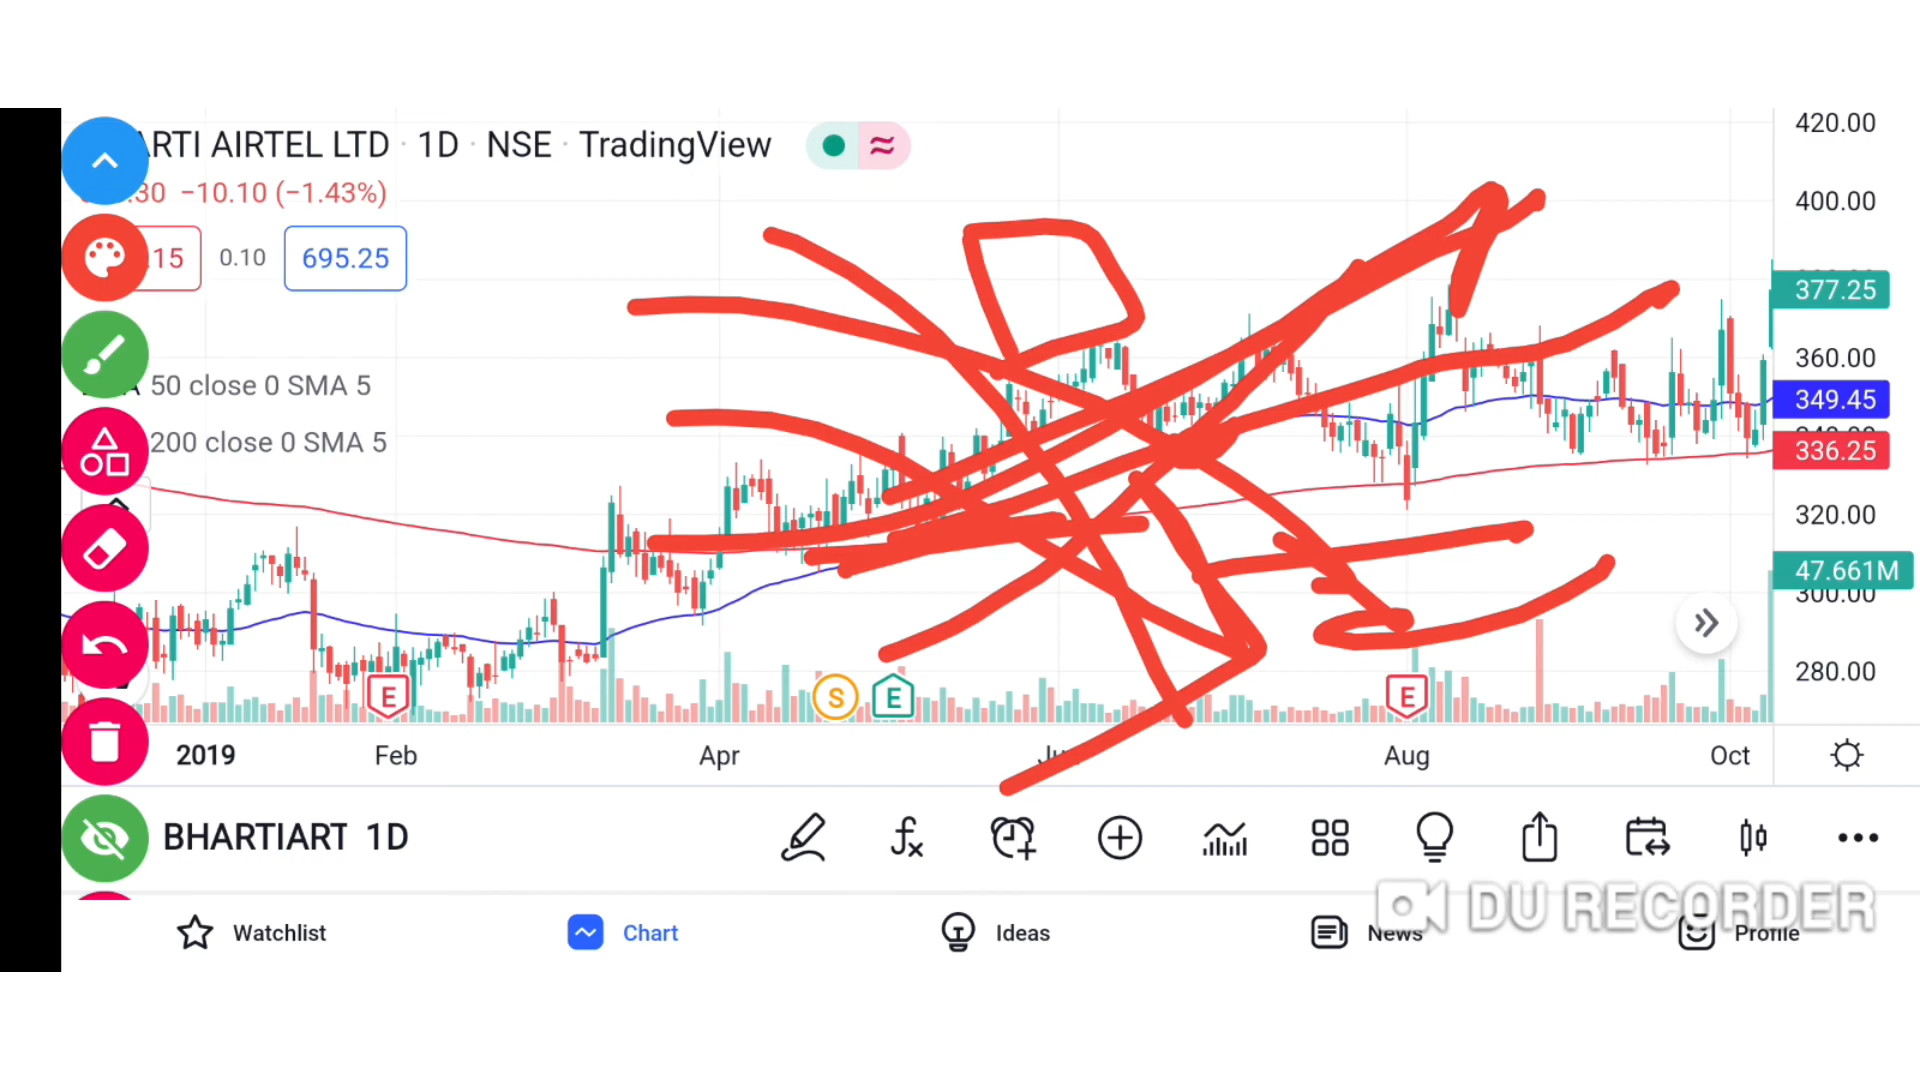 ARTI AIRTEL LTD · 1D · NSE · TradingView
30 −10.10 (−1.43%)
.15 0.10 695.25
50 close 0 SMA 5
200 close 0 SMA 5
420.00
400.00
377.25
360.00
349.45
336.25
320.00
47.661M
300.00
280.00
E S E E
2019 Feb Apr Aug Oct
BHARTIART 1D
DU RECORDER
Watchlist Chart Ideas News Profile